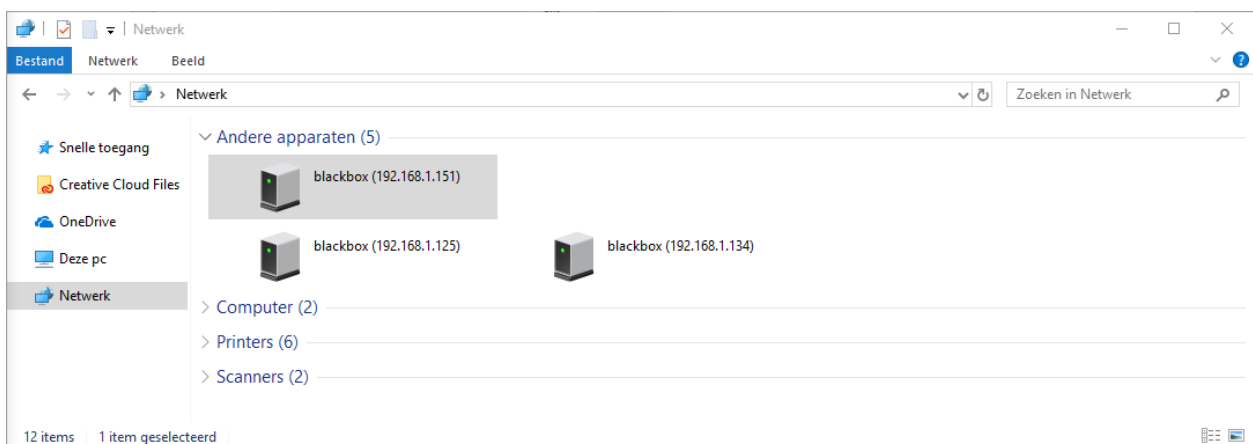 Netwerk
Bestand Netwerk Beeld
Netwerk
Zoeken in Netwerk
Snelle toegang
Creative Cloud Files
OneDrive
Deze pc
Netwerk
Andere apparaten (5)
blackbox (192.168.1.151)
blackbox (192.168.1.125) blackbox (192.168.1.134)
Computer (2)
Printers (6)
Scanners (2)
12 items 1 item geselecteerd